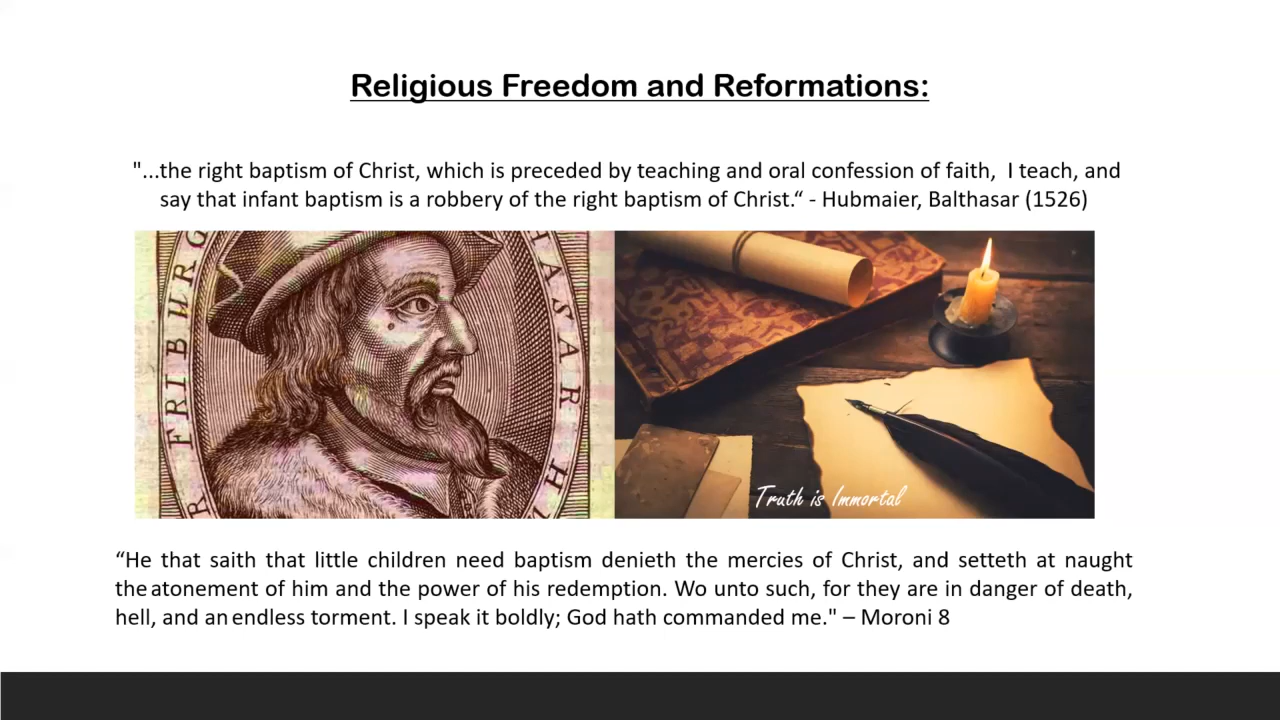 Religious Freedom and Reformations:
"...the right baptism of Christ, which is preceded by teaching and oral confession of faith, I teach, and
say that infant baptism is a robbery of the right baptism of Christ.“ - Hubmaier, Balthasar (1526)
R FRIBURG
TASAR H
Truth is Immortal
“He that saith that little children need baptism denieth the mercies of Christ, and setteth at naught
the atonement of him and the power of his redemption. Wo unto such, for they are in danger of death,
hell, and an endless torment. I speak it boldly; God hath commanded me." – Moroni 8